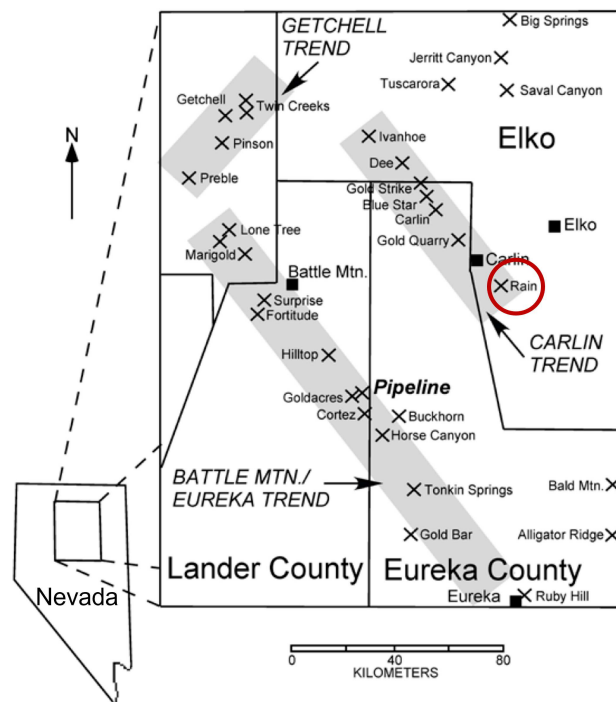 GETCHELL
TREND
Big Springs
Jerritt Canyon
Tuscarora
Saval Canyon
Getchell
Twin Creeks
Elko
Ivanhoe
Pinson
N
Dee
Preble
Gold Strike
Blue Star
Carlin
Elko
Lone Tree
Gold Quarry
Marigold
Carlin
Battle Mtn.
Rain
Surprise
Fortitude
CARLIN
TREND
Hilltop
Pipeline
Goldacres
Cortez
Buckhorn
Horse Canyon
BATTLE MTN./
EUREKA TREND
Tonkin Springs
Bald Mtn.
Gold Bar
Alligator Ridge
Lander County
Eureka County
Nevada
Eureka
Ruby Hill
0 40 80
KILOMETERS